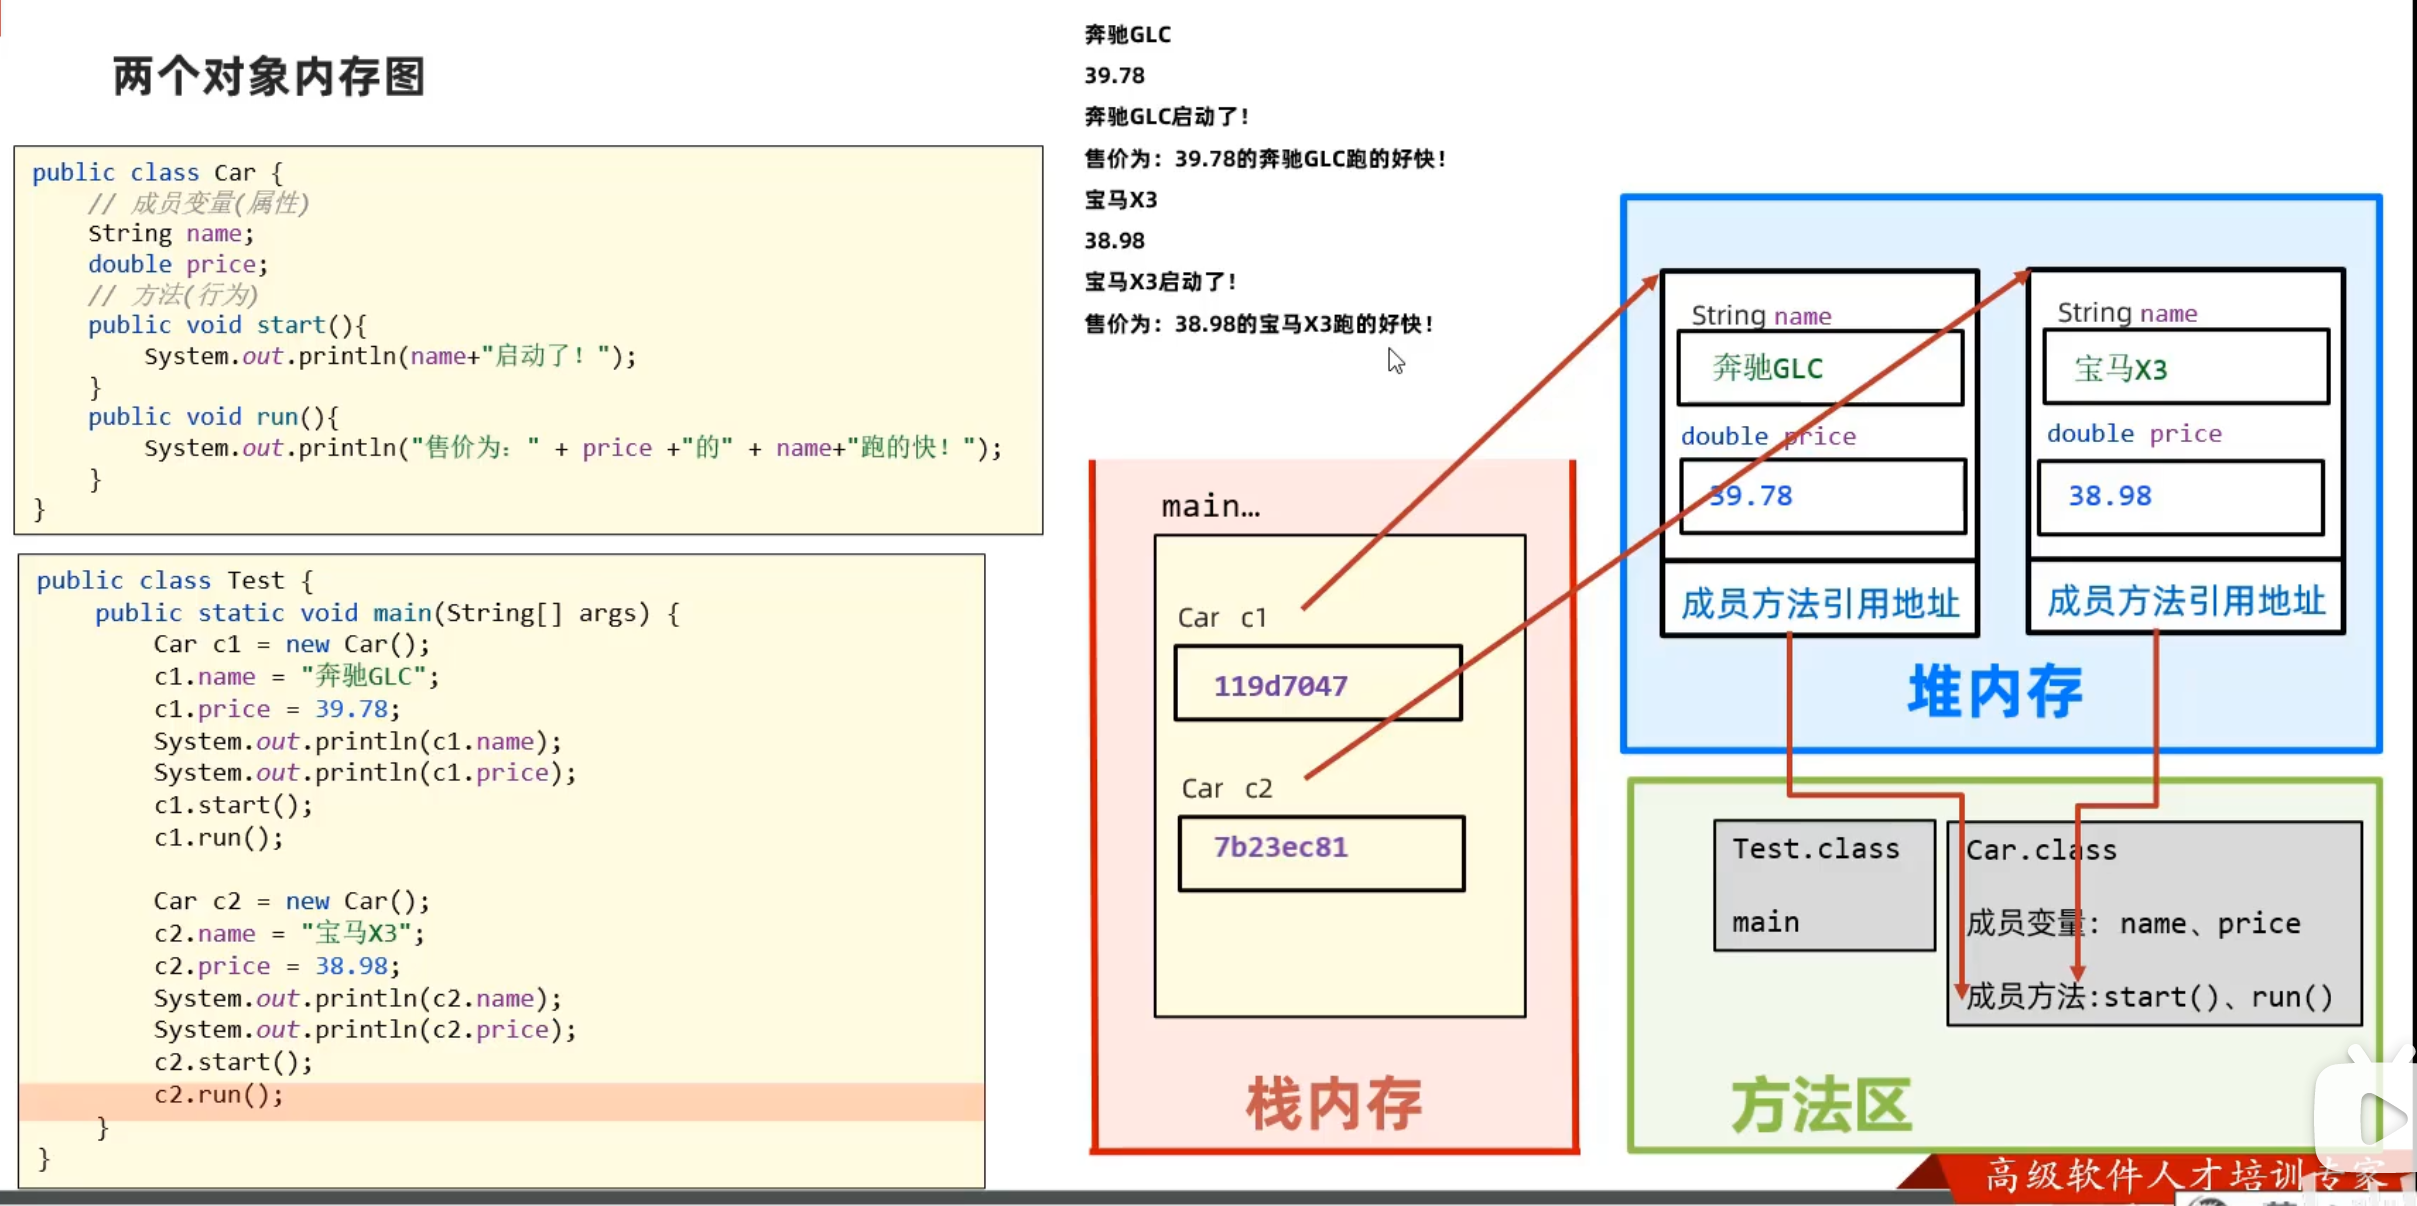 两个对象内存图
public class Car {
// 成员变量(属性)
String name;
double price;
// 方法(行为)
public void start(){
System.out.println(name+"启动了！");
}
public void run(){
System.out.println("售价为：" + price +"的" + name+"跑的快！");
}
}
public class Test {
public static void main(String[] args) {
Car c1 = new Car();
c1.name = "奔驰GLC";
c1.price = 39.78;
System.out.println(c1.name);
System.out.println(c1.price);
c1.start();
c1.run();
Car c2 = new Car();
c2.name = "宝马X3";
c2.price = 38.98;
System.out.println(c2.name);
System.out.println(c2.price);
c2.start();
c2.run();
}
}
奔驰GLC
39.78
奔驰GLC启动了！
售价为：39.78的奔驰GLC跑的好快！
宝马X3
38.98
宝马X3启动了！
售价为：38.98的宝马X3跑的好快！
main…
Car c1
119d7047
Car c2
7b23ec81
栈内存
String name
奔驰GLC
double price
39.78
成员方法引用地址
String name
宝马X3
double price
38.98
成员方法引用地址
堆内存
Test.class
main
Car.class
成员变量：name、price
成员方法:start()、run()
方法区
高级软件人才培训专家